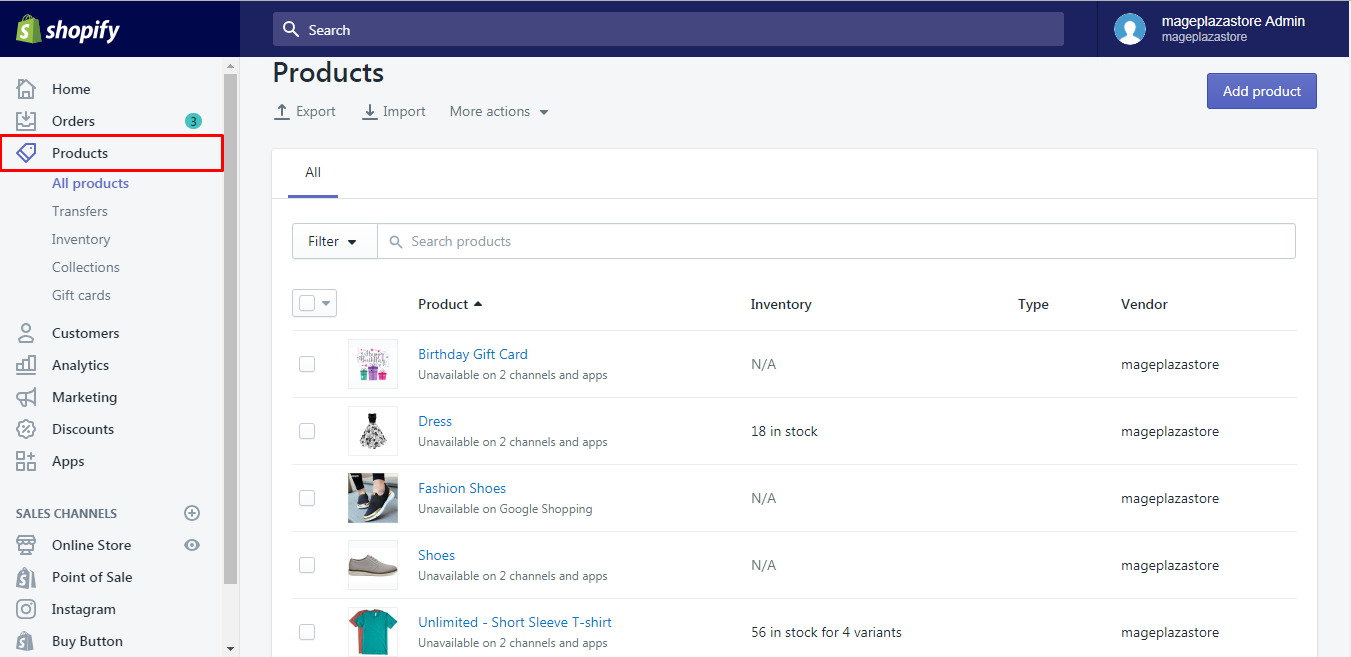 shopify
Search
mageplazastore Admin
mageplazastore
Home
Orders 3
Products
All products
Transfers
Inventory
Collections
Gift cards
Customers
Analytics
Marketing
Discounts
Apps
SALES CHANNELS
Online Store
Point of Sale
Instagram
Buy Button
Products
Export Import More actions
Add product
All
Filter Search products
Product Inventory Type Vendor
Birthday Gift Card
Unavailable on 2 channels and apps
N/A mageplazastore
Dress
Unavailable on 2 channels and apps
18 in stock mageplazastore
Fashion Shoes
Unavailable on Google Shopping
N/A mageplazastore
Shoes
Unavailable on 2 channels and apps
N/A mageplazastore
Unlimited - Short Sleeve T-shirt
Unavailable on 2 channels and apps
56 in stock for 4 variants mageplazastore